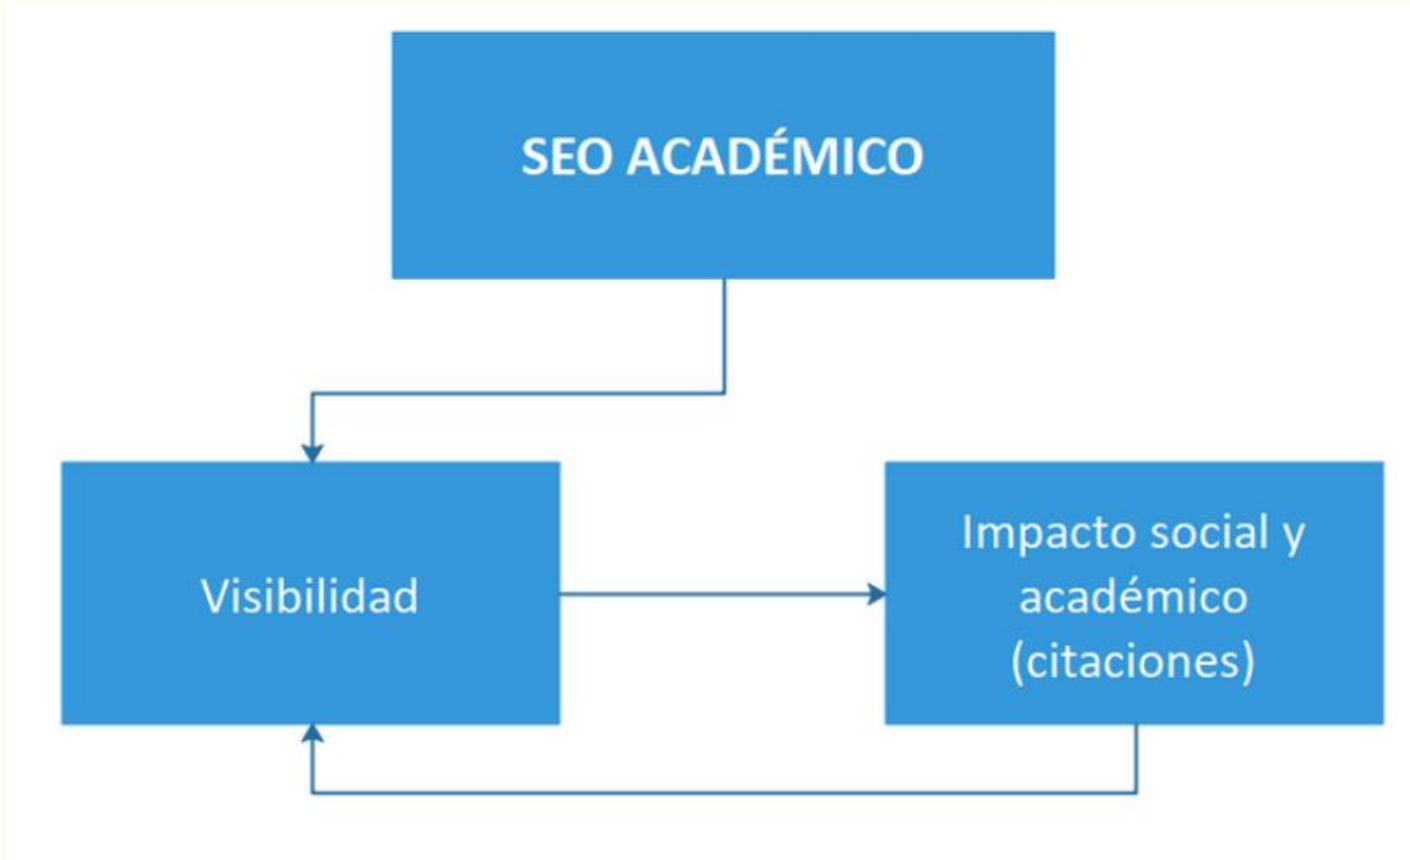 SEO ACADÉMICO
Visibilidad
Impacto social y
académico
(citaciones)